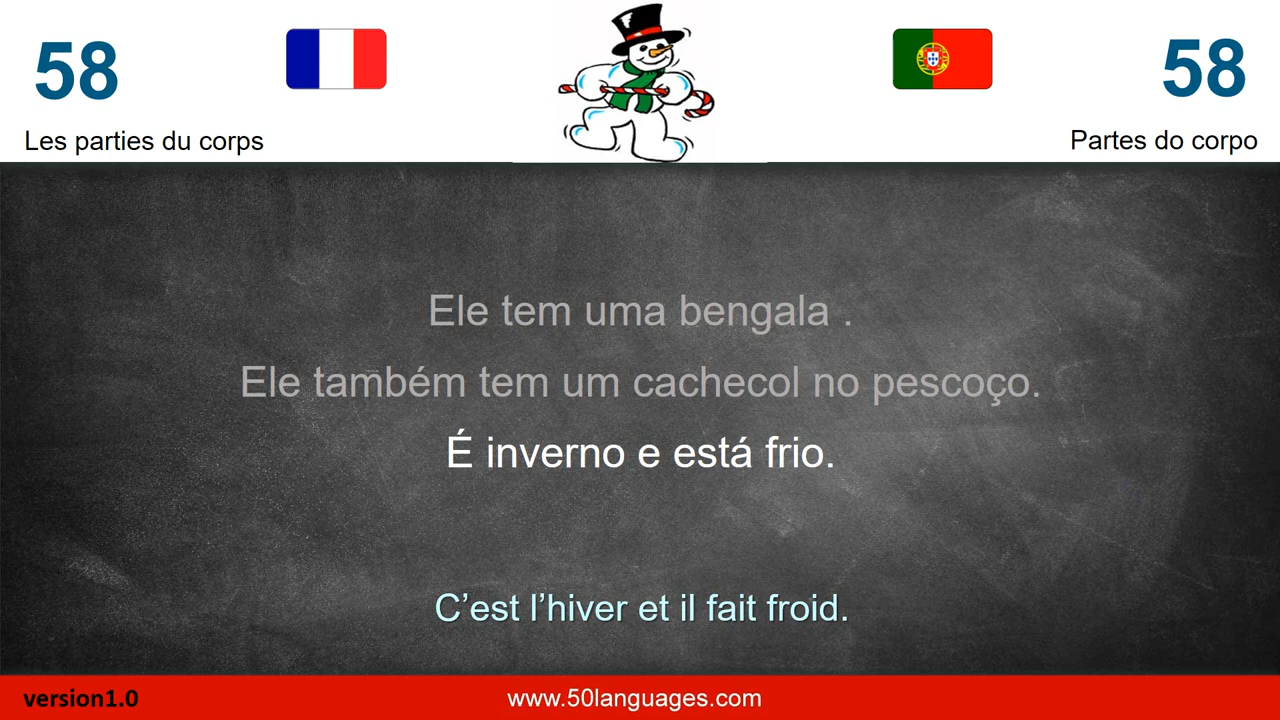 58
58
Les parties du corps
Partes do corpo
Ele tem uma bengala .
Ele também tem um cachecol no pescoço.
É inverno e está frio.
C’est l’hiver et il fait froid.
version1.0
www.50languages.com